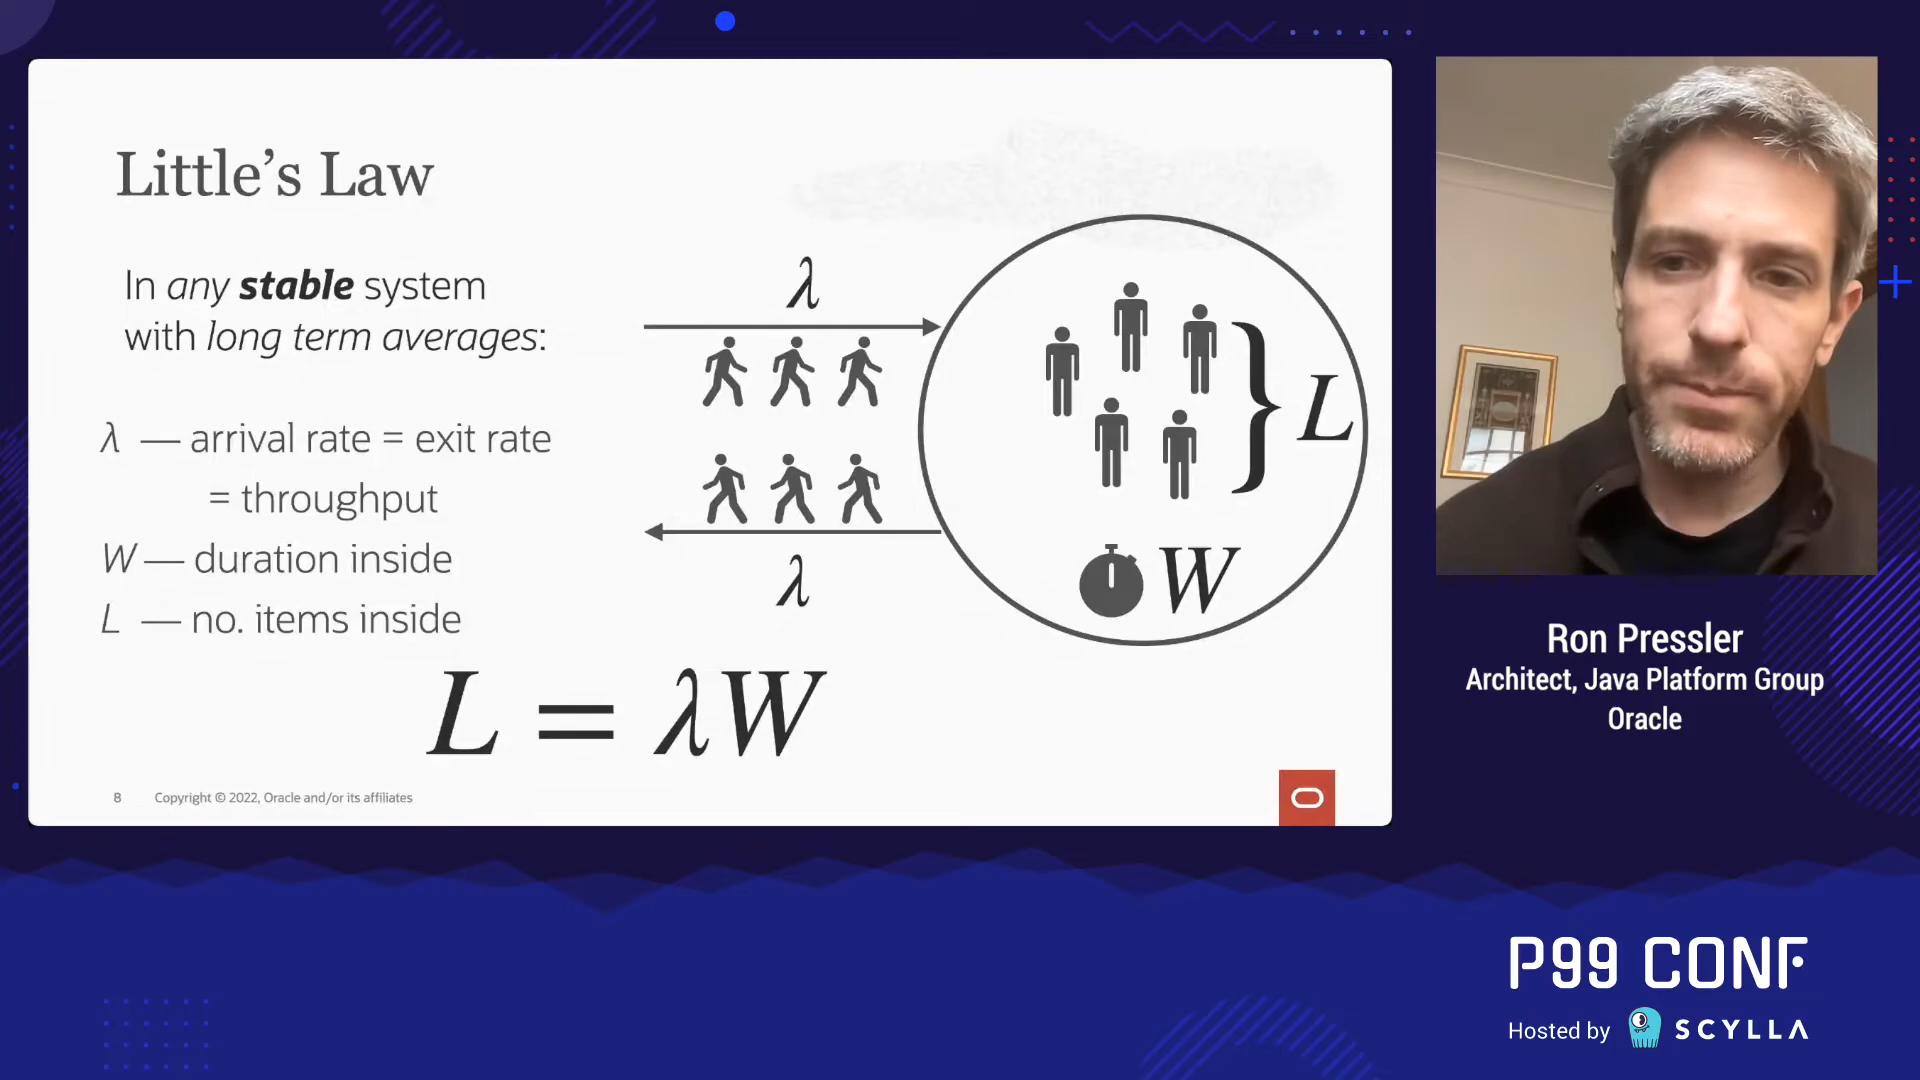 Little’s Law
In any stable system
with long term averages:
λ — arrival rate = exit rate
= throughput
W — duration inside
L — no. items inside
L = λW
λ
λ
L
W
8 Copyright © 2022, Oracle and/or its affiliates
Ron Pressler
Architect, Java Platform Group
Oracle
P99 CONF
Hosted by SCYLLA